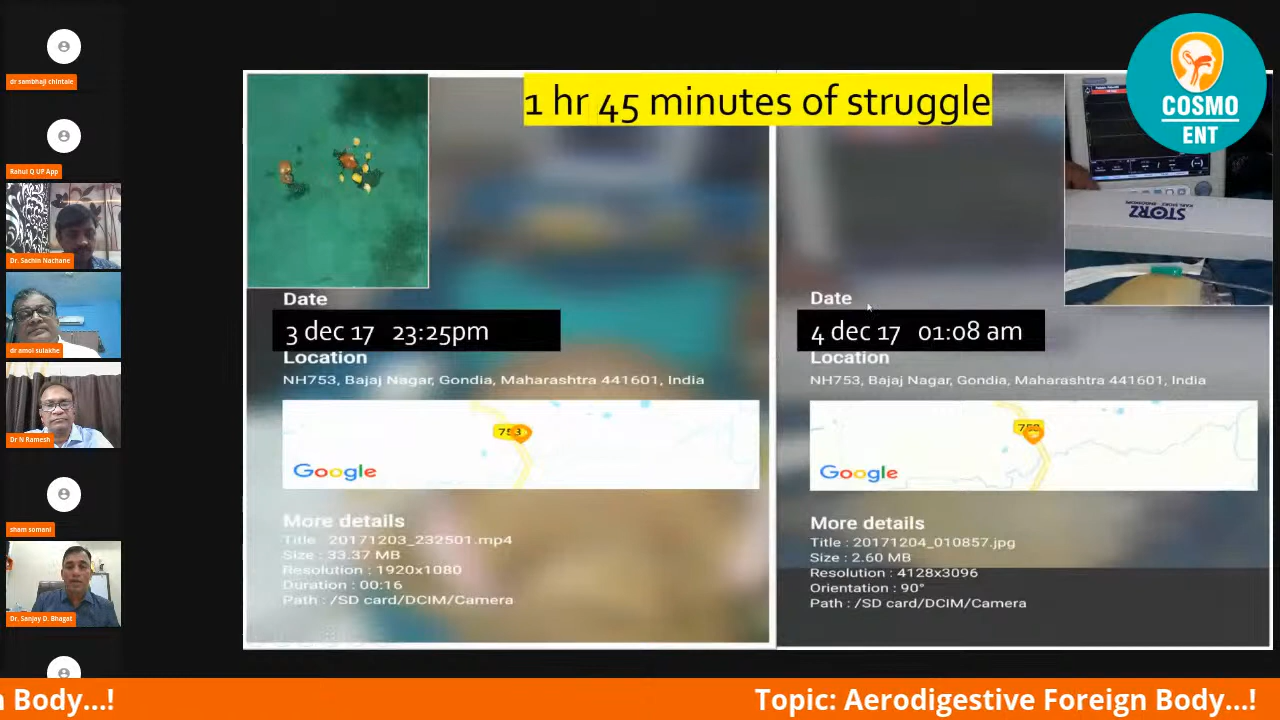 dr sambhaji chintale
Rahul Q UP App
Dr. Sachin Nachane
dr amol sulakhe
Dr N Ramesh
sham somani
Dr. Sanjay D. Bhagat
1 hr 45 minutes of struggle
COSMO
ENT
STORZ
Date
3 dec 17 23:25pm
Location
NH753, Bajaj Nagar, Gondia, Maharashtra 441601, India
753
Google
More details
Title : 20171203_232501.mp4
Size : 33.37 MB
Resolution : 1920x1080
Duration : 00:16
Path : /SD card/DCIM/Camera
Date
4 dec 17 01:08 am
Location
NH753, Bajaj Nagar, Gondia, Maharashtra 441601, India
Google
More details
Title : 20171204_010857.jpg
Size : 2.60 MB
Resolution : 4128x3096
Orientation : 90°
Path : /SD card/DCIM/Camera
n Body...!
Topic: Aerodigestive Foreign Body...!